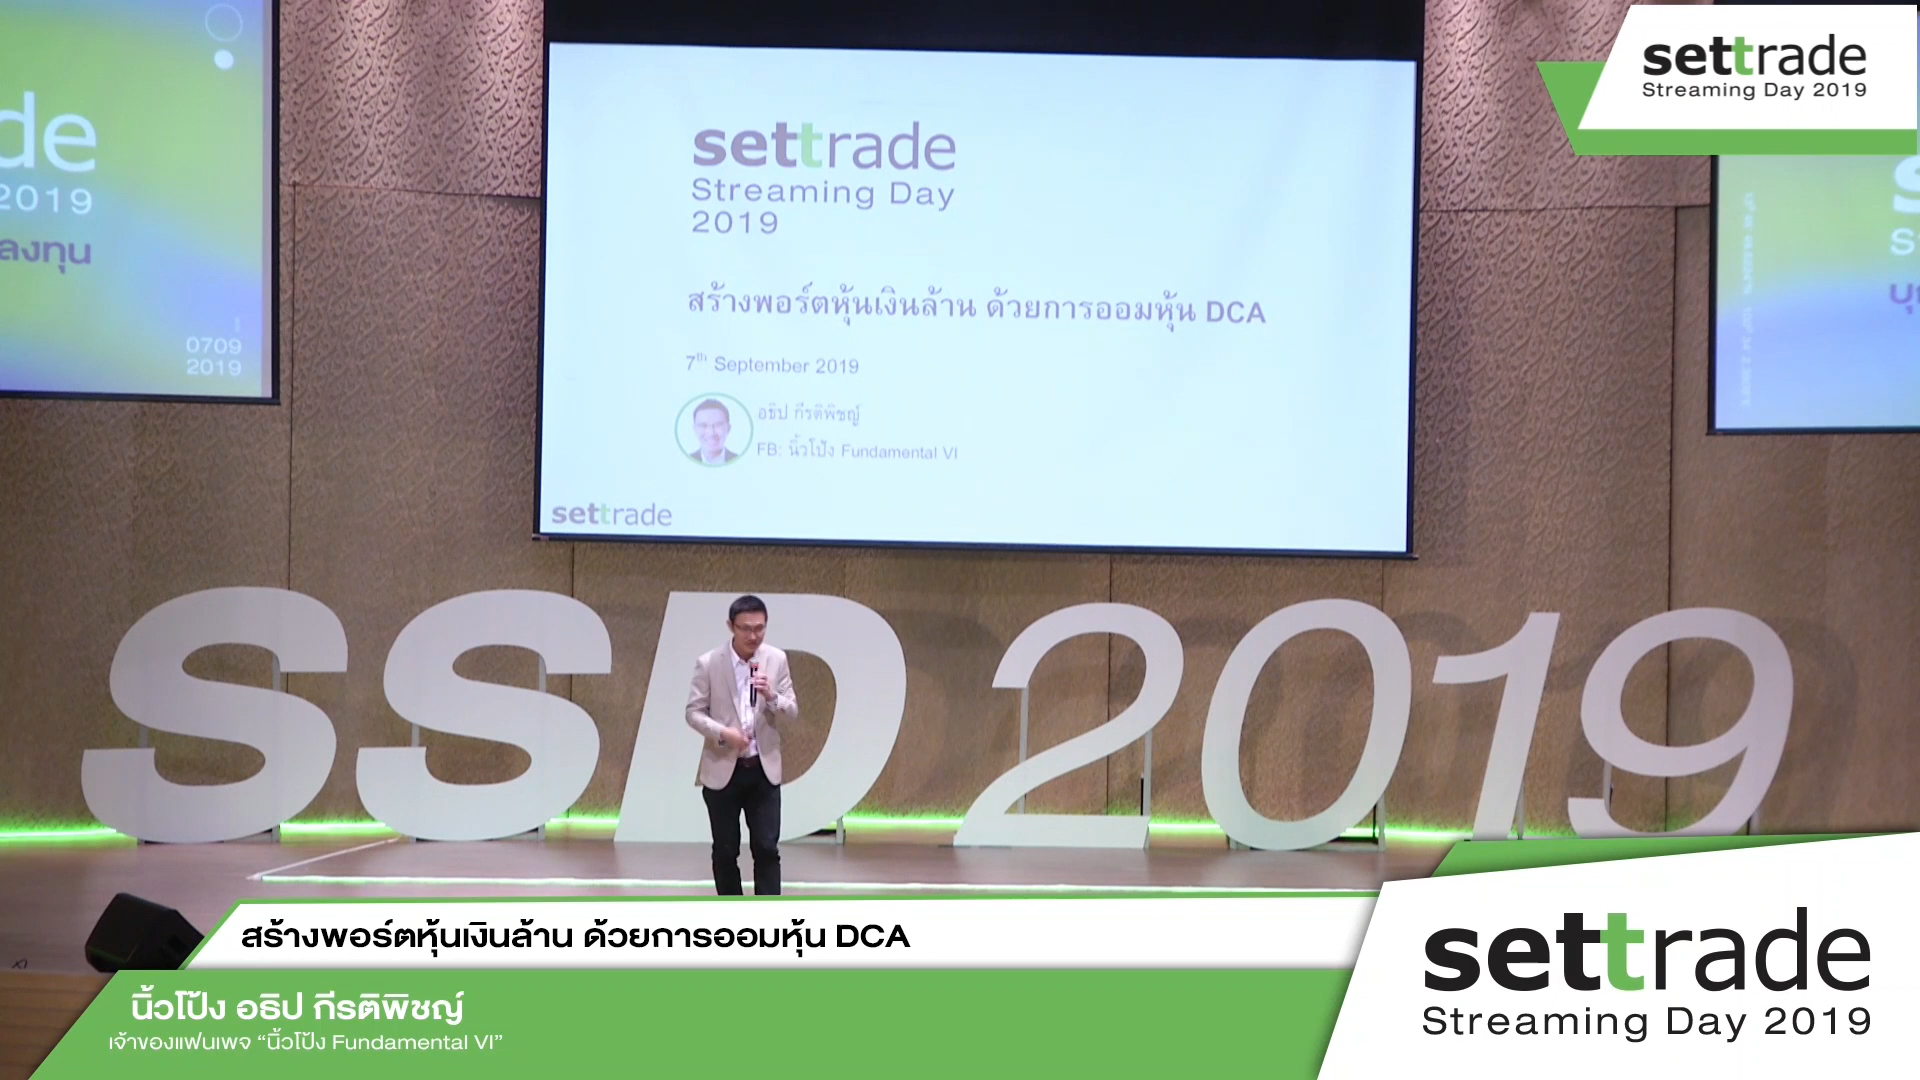 de
2019
ลงทุน
0709
2019
settrade
Streaming Day
2019
สร้างพอร์ตหุ้นเงินล้าน ด้วยการออมหุ้น DCA
7th September 2019
อธิป กีรติพิชญ์
FB: นิ้วโป้ง Fundamental VI
settrade
settrade
Streaming Day 2019
SSD 2019
สร้างพอร์ตหุ้นเงินล้าน ด้วยการออมหุ้น DCA
นิ้วโป้ง อธิป กีรติพิชญ์
เจ้าของแฟนเพจ “นิ้วโป้ง Fundamental VI”
settrade
Streaming Day 2019